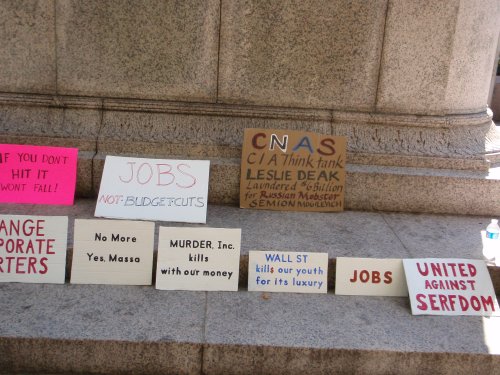 IF YOU DON'T
HIT IT
WONT FALL!
JOBS
NOT BUDGET CUTS
CNAS
CIA Think tank
LESLIE DEAK
Laundered $6 Billion
for Russian Mobster
SEMION MOGILEVICH
ANGE
PORATE
RTERS
No More
Yes, Massa
MURDER, Inc.
kills
with our money
WALL ST
kills our youth
for its luxury
JOBS
UNITED
AGAINST
SERFDOM